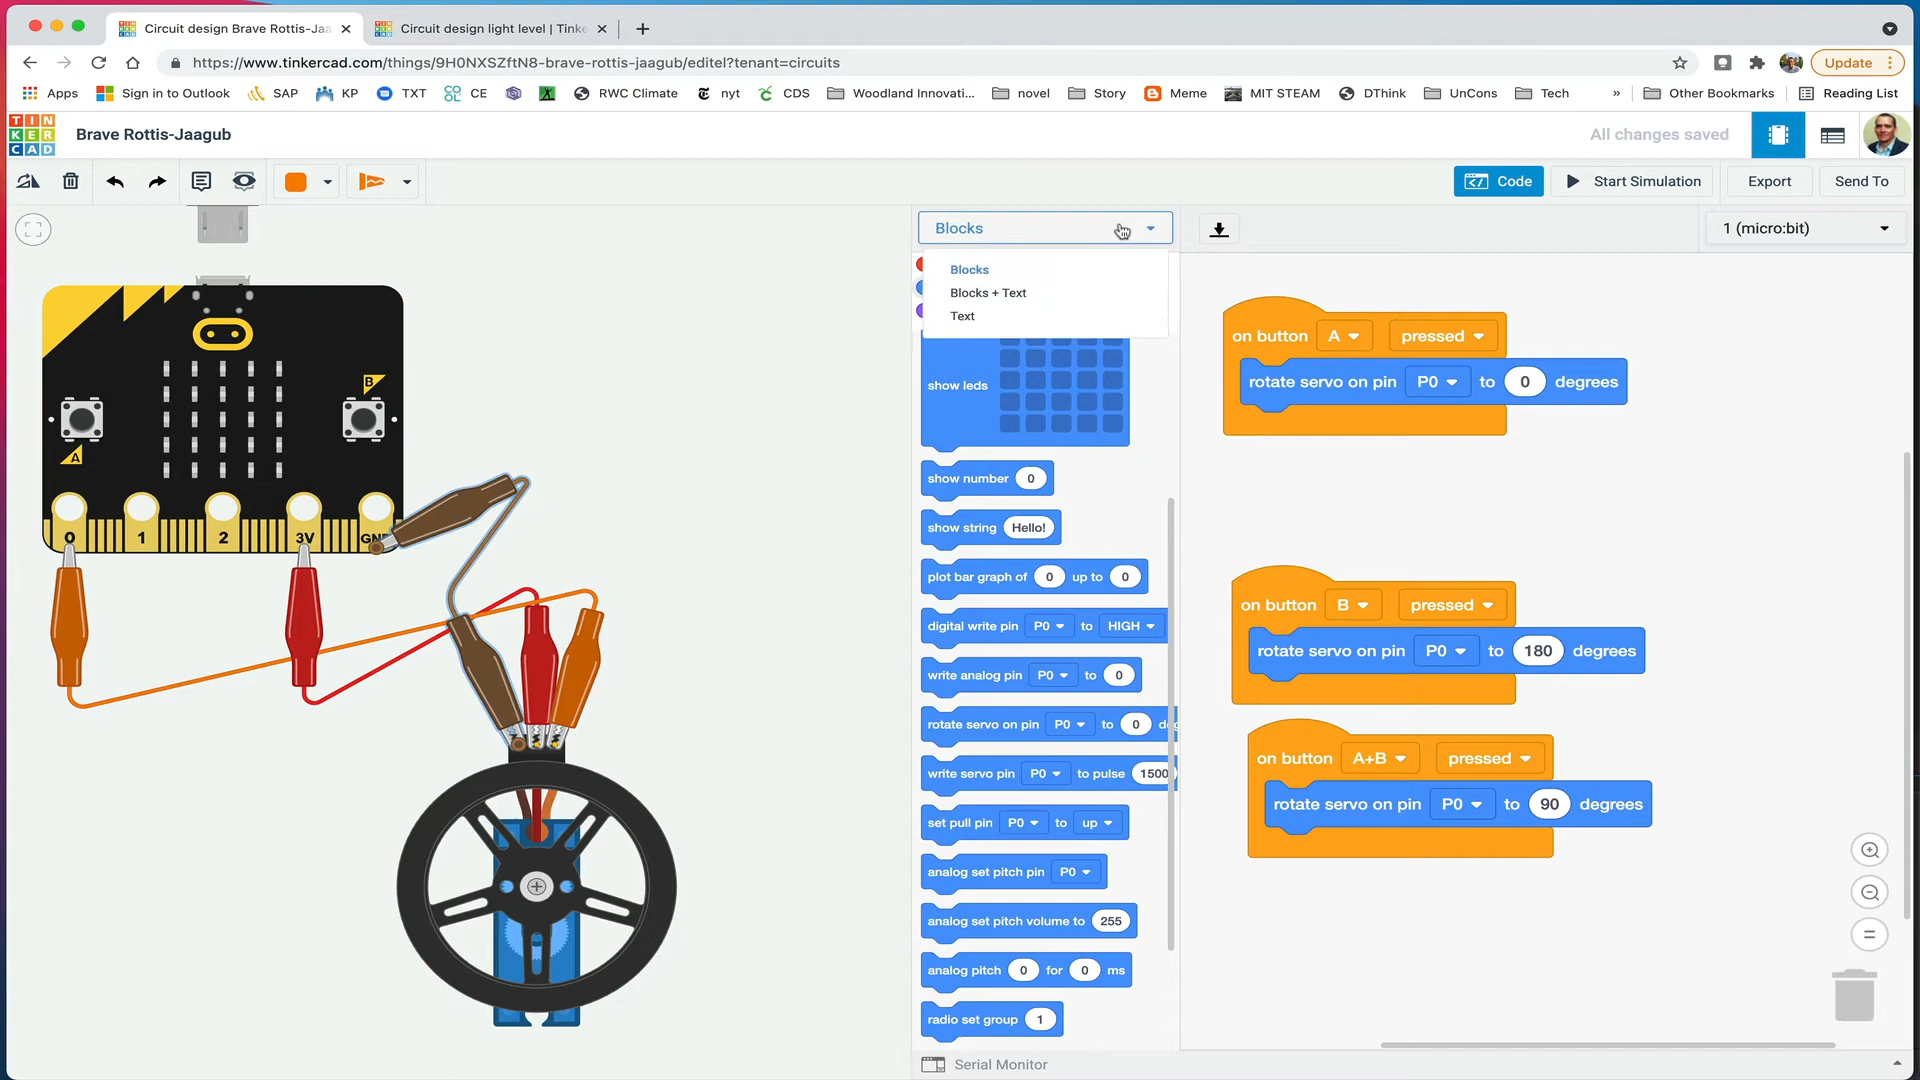 Circuit design Brave Rottis-Jaa
Circuit design light level | Tinke
https://www.tinkercad.com/things/9H0NXSZftN8-brave-rottis-jaagub/editel?tenant=circuits
Update
Apps
Sign in to Outlook
SAP
KP
TXT
CE
RWC Climate
nyt
CDS
Woodland Innovati...
novel
Story
Meme
MIT STEAM
DThink
UnCons
Tech
»
Other Bookmarks
Reading List
TIN
KER
CAD
Brave Rottis-Jaagub
All changes saved
Code
Start Simulation
Export
Send To
Blocks
1 (micro:bit)
Blocks
Blocks + Text
Text
show leds
show number 0
show string Hello!
plot bar graph of 0 up to 0
digital write pin P0 to HIGH
write analog pin P0 to 0
rotate servo on pin P0 to 0
write servo pin P0 to pulse 1500
set pull pin P0 to up
analog set pitch pin P0
analog set pitch volume to 255
analog pitch 0 for 0 ms
radio set group 1
Serial Monitor
on button A pressed
rotate servo on pin P0 to 0 degrees
on button B pressed
rotate servo on pin P0 to 180 degrees
on button A+B pressed
rotate servo on pin P0 to 90 degrees
B
A
0 1 2 3V GND